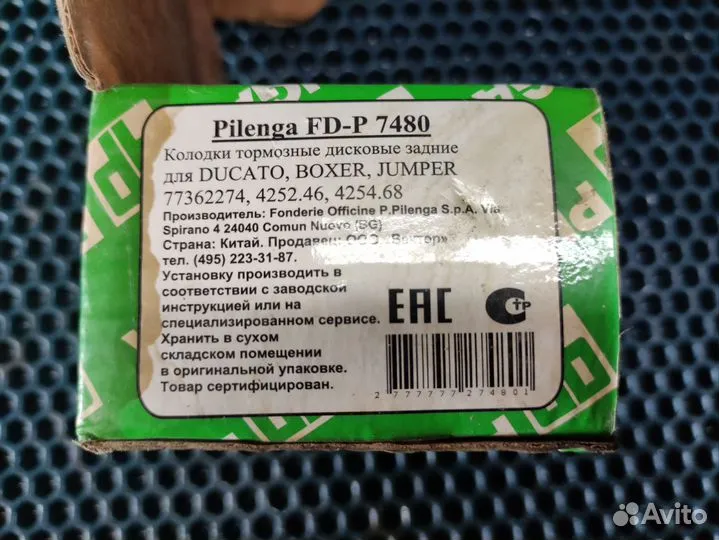 Pilenga FD-P 7480
Колодки тормозные дисковые задние
для DUCATO, BOXER, JUMPER
77362274, 4252.46, 4254.68
Производитель: Fonderie Officine P.Pilenga S.p.A. Via
Spirano 4 24040 Comun Nuovo (BG)
Страна: Китай. Продавец: ООО «Вектор»
тел. (495) 223-31-87.
Установку производить в
соответствии с заводской
инструкцией или на
специализированном сервисе.
Хранить в сухом
складском помещении
в оригинальной упаковке.
Товар сертифицирован.
EAC
СТР
2 777777 274801
Avito